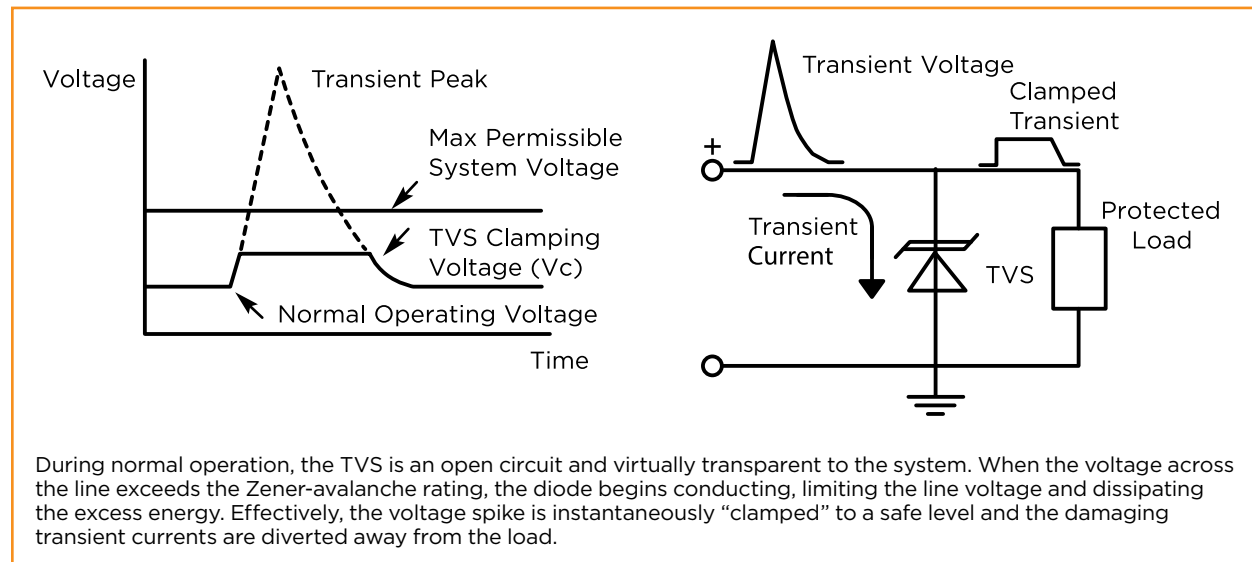 Voltage
Transient Peak
Max Permissible
System Voltage
TVS Clamping
Voltage (Vc)
Normal Operating Voltage
Time
Transient Voltage
Clamped
Transient
+
Transient
Current
TVS
Protected
Load
During normal operation, the TVS is an open circuit and virtually transparent to the system. When the voltage across
the line exceeds the Zener-avalanche rating, the diode begins conducting, limiting the line voltage and dissipating
the excess energy. Effectively, the voltage spike is instantaneously “clamped” to a safe level and the damaging
transient currents are diverted away from the load.